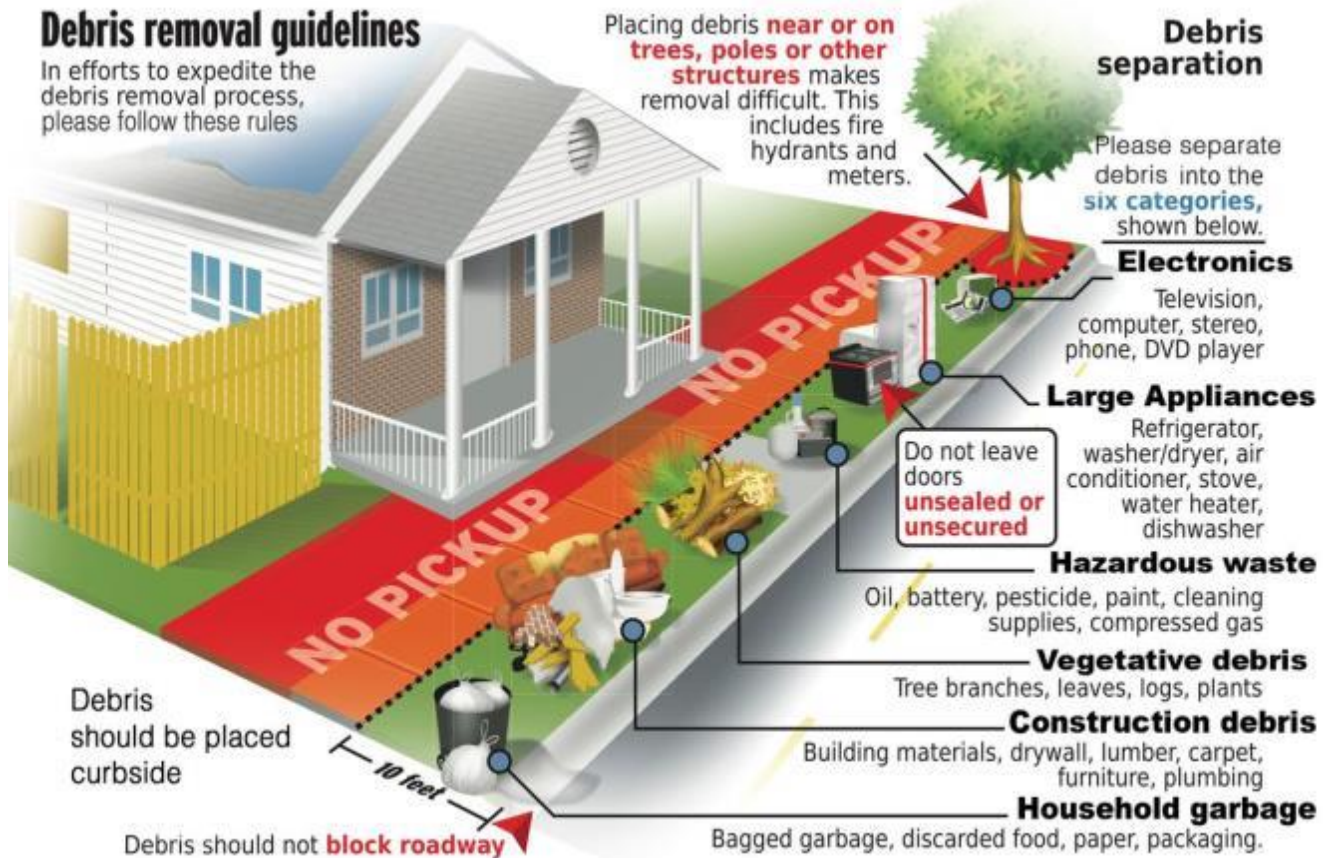 Debris removal guidelines
In efforts to expedite the
debris removal process,
please follow these rules
Placing debris near or on
trees, poles or other
structures makes
removal difficult. This
includes fire
hydrants and
meters.
Debris
separation
Please separate
debris into the
six categories,
shown below.
Electronics
Television,
computer, stereo,
phone, DVD player
Large Appliances
Refrigerator,
washer/dryer, air
conditioner, stove,
water heater,
dishwasher
Do not leave
doors
unsealed or
unsecured
Hazardous waste
Oil, battery, pesticide, paint, cleaning
supplies, compressed gas
Vegetative debris
Tree branches, leaves, logs, plants
Construction debris
Building materials, drywall, lumber, carpet,
furniture, plumbing
Household garbage
Bagged garbage, discarded food, paper, packaging.
NO PICKUP
NO PICKUP
Debris
should be placed
curbside
10 feet
Debris should not block roadway